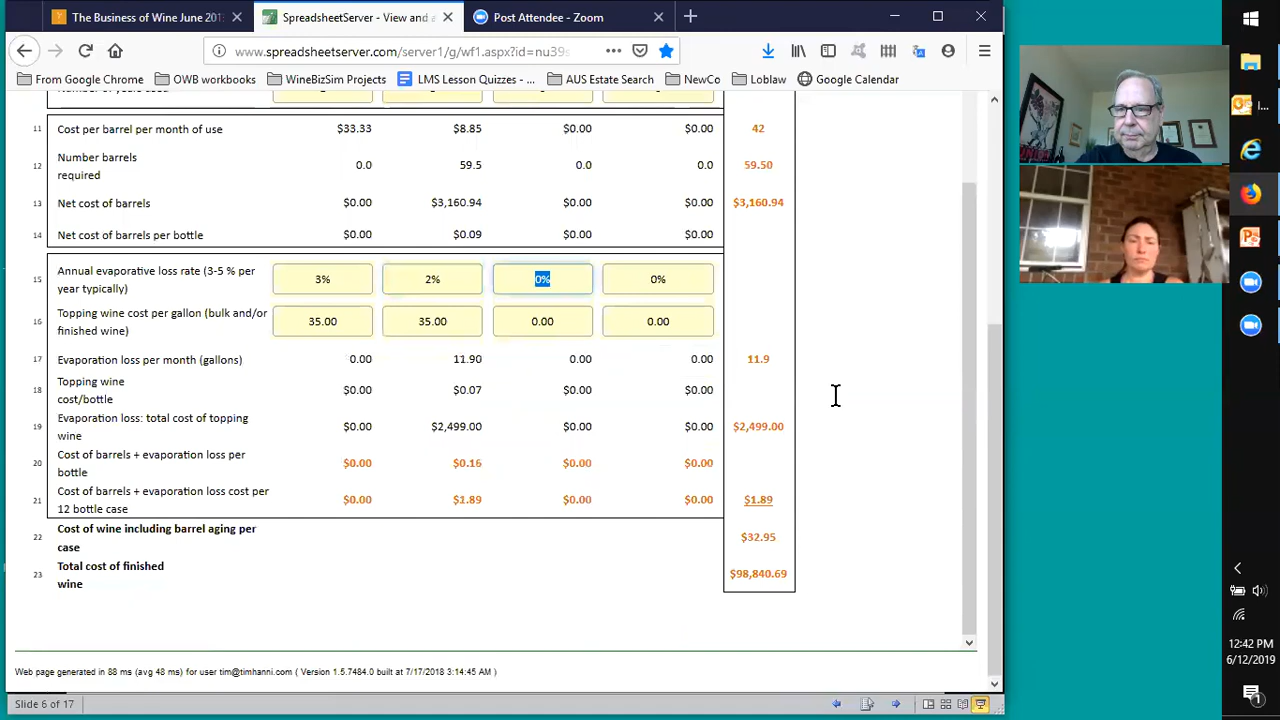 The Business of Wine June 201
SpreadsheetServer - View and a
Post Attendee - Zoom
www.spreadsheetserver.com/server1/g/wf1.aspx?id=nu39s
From Google Chrome
OWB workbooks
WineBizSim Projects
LMS Lesson Quizzes - ...
AUS Estate Search
NewCo
Loblaw
Google Calendar
11 Cost per barrel per month of use $33.33 $8.85 $0.00 $0.00 42
12 Number barrels required 0.0 59.5 0.0 0.0 59.50
13 Net cost of barrels $0.00 $3,160.94 $0.00 $0.00 $3,160.94
14 Net cost of barrels per bottle $0.00 $0.09 $0.00 $0.00
15 Annual evaporative loss rate (3-5 % per year typically) 3% 2% 0% 0%
16 Topping wine cost per gallon (bulk and/or finished wine) 35.00 35.00 0.00 0.00
17 Evaporation loss per month (gallons) 0.00 11.90 0.00 0.00 11.9
18 Topping wine cost/bottle $0.00 $0.07 $0.00 $0.00
19 Evaporation loss: total cost of topping wine $0.00 $2,499.00 $0.00 $0.00 $2,499.00
20 Cost of barrels + evaporation loss per bottle $0.00 $0.16 $0.00 $0.00
21 Cost of barrels + evaporation loss cost per 12 bottle case $0.00 $1.89 $0.00 $0.00 $1.89
22 Cost of wine including barrel aging per case $32.95
23 Total cost of finished wine $98,840.69
Web page generated in 88 ms (avg 48 ms) for user tim@timhanni.com ( Version 1.5.7484.0 built at 7/17/2018 3:14:45 AM )
Slide 6 of 17
12:42 PM
6/12/2019